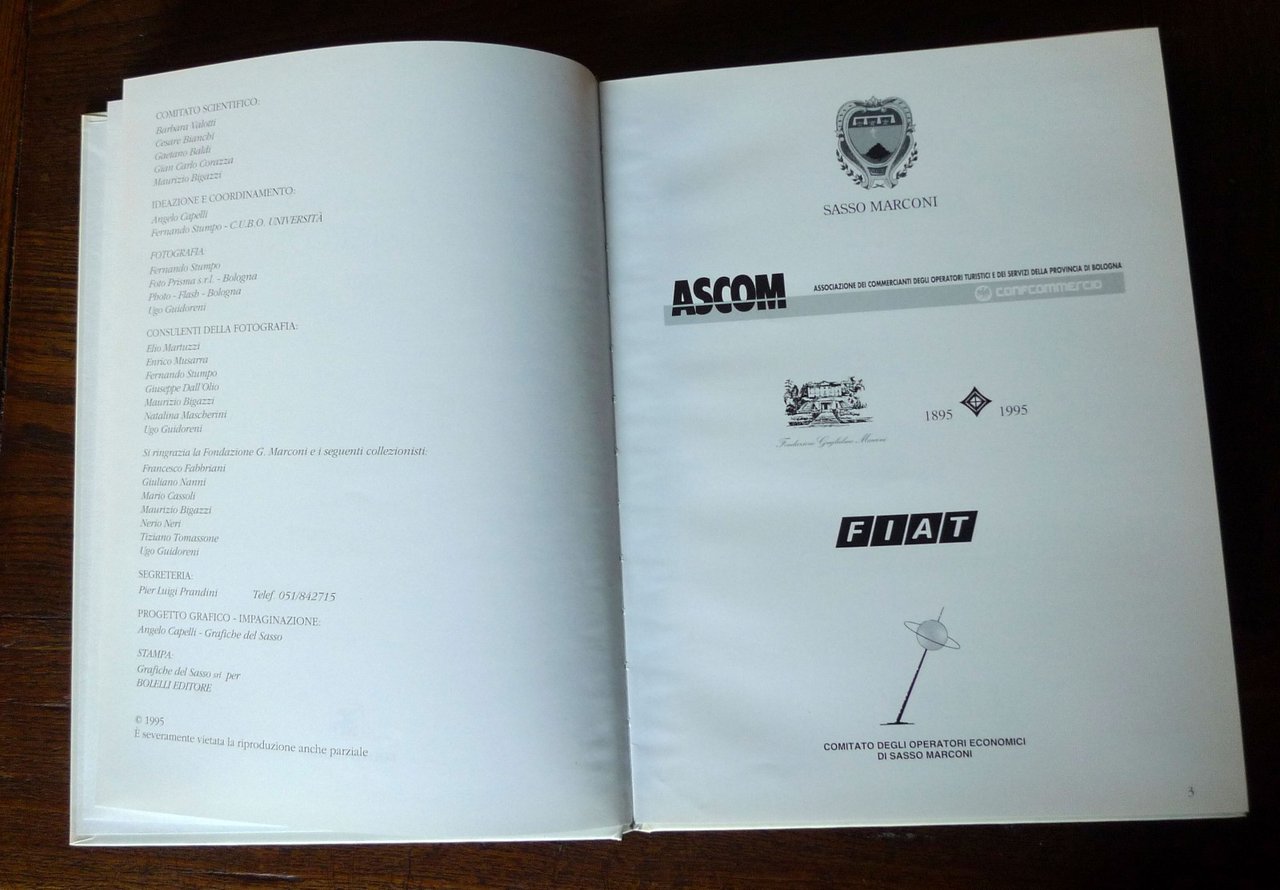 COMITATO SCIENTIFICO:
Barbara Valotti
Cesare Bianchi
Gaetano Baldi
Gian Carlo Corazza
Maurizio Bigazzi
IDEAZIONE E COORDINAMENTO:
Angelo Capelli
Fernando Stumpo - C.U.B.O. UNIVERSITÀ
FOTOGRAFIA:
Fernando Stumpo
Foto Prisma s.r.l. - Bologna
Photo - Flash - Bologna
Ugo Guidoreni
CONSULENTI DELLA FOTOGRAFIA:
Elio Martuzzi
Enrico Musarra
Fernando Stumpo
Giuseppe Dall'Olio
Maurizio Bigazzi
Natalina Mascherini
Ugo Guidoreni
Si ringrazia la Fondazione G. Marconi e i seguenti collezionisti:
Francesco Fabbriani
Giuliano Nanni
Mario Cassoli
Maurizio Bigazzi
Nerio Neri
Tiziano Tomassone
Ugo Guidoreni
SEGRETERIA:
Pier Luigi Prandini Telef. 051/842715
PROGETTO GRAFICO - IMPAGINAZIONE:
Angelo Capelli - Grafiche del Sasso
STAMPA:
Grafiche del Sasso srl per
BOLELLI EDITORE
© 1995
È severamente vietata la riproduzione anche parziale
SASSO MARCONI
ASCOM
ASSOCIAZIONE DEI COMMERCIANTI DEGLI OPERATORI TURISTICI E DEI SERVIZI DELLA PROVINCIA DI BOLOGNA
CONFCOMMERCIO
Fondazione Guglielmo Marconi
1895 1995
FIAT
COMITATO DEGLI OPERATORI ECONOMICI
DI SASSO MARCONI
3